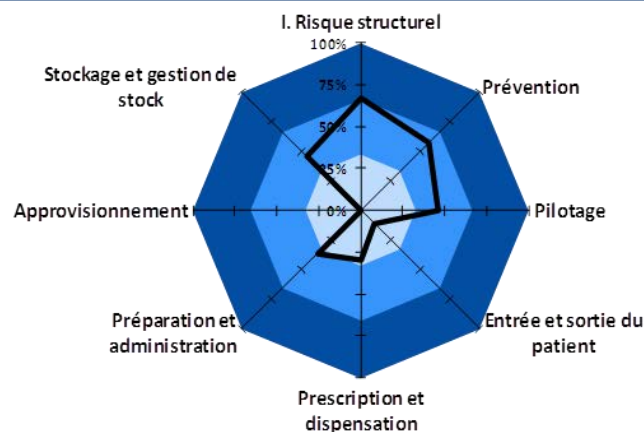 I. Risque structurel
100%
Stockage et gestion de
stock
75%
Prévention
50%
25%
Approvisionnement
0%
Pilotage
Préparation et
administration
Entrée et sortie du
patient
Prescription et
dispensation